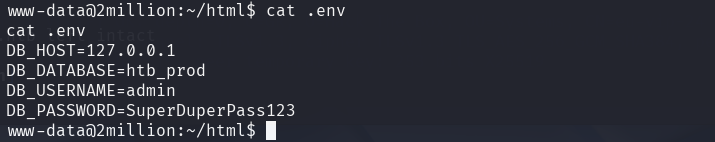 www-data@2million:~/html$ cat .env
cat .env
DB_HOST=127.0.0.1
DB_DATABASE=htb_prod
DB_USERNAME=admin
DB_PASSWORD=SuperDuperPass123
www-data@2million:~/html$